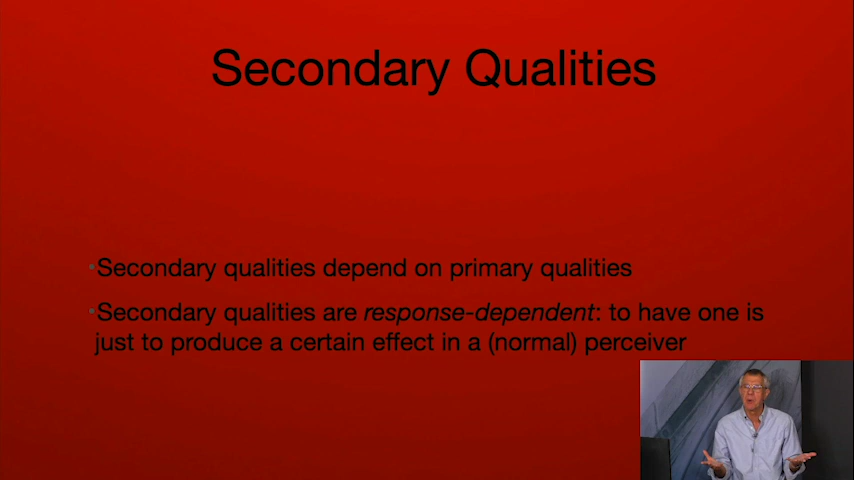 Secondary Qualities
▪Secondary qualities depend on primary qualities
▪Secondary qualities are response-dependent: to have one is
just to produce a certain effect in a (normal) perceiver